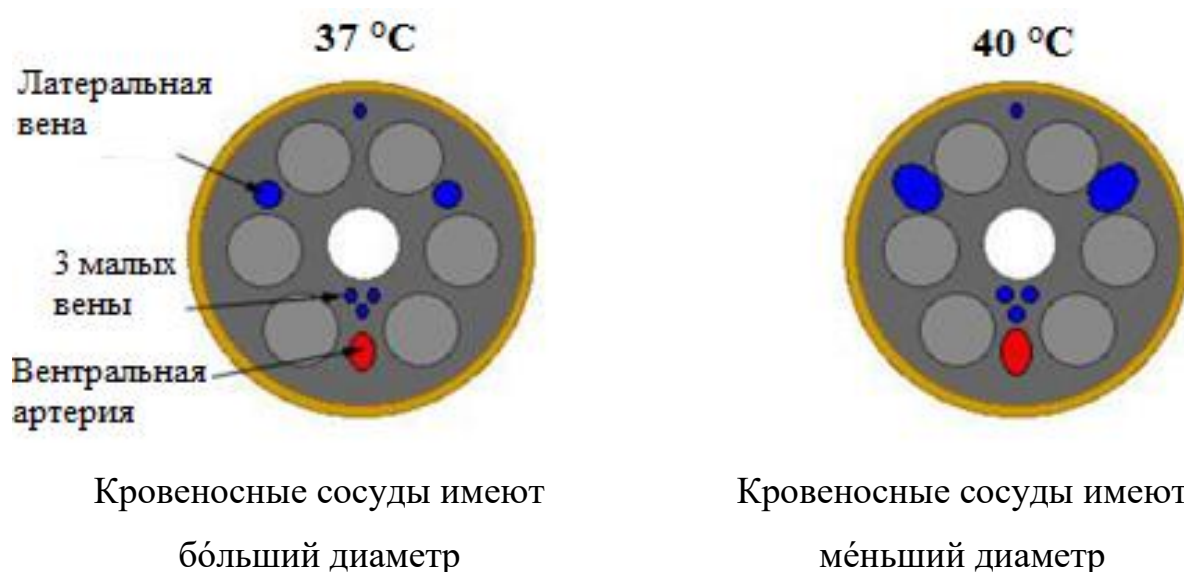 37 °C
Латеральная
вена
3 малых
вены
Вентральная
артерия
Кровеносные сосуды имеют
бо́льший диаметр
40 °C
Кровеносные сосуды имеют
ме́ньший диаметр